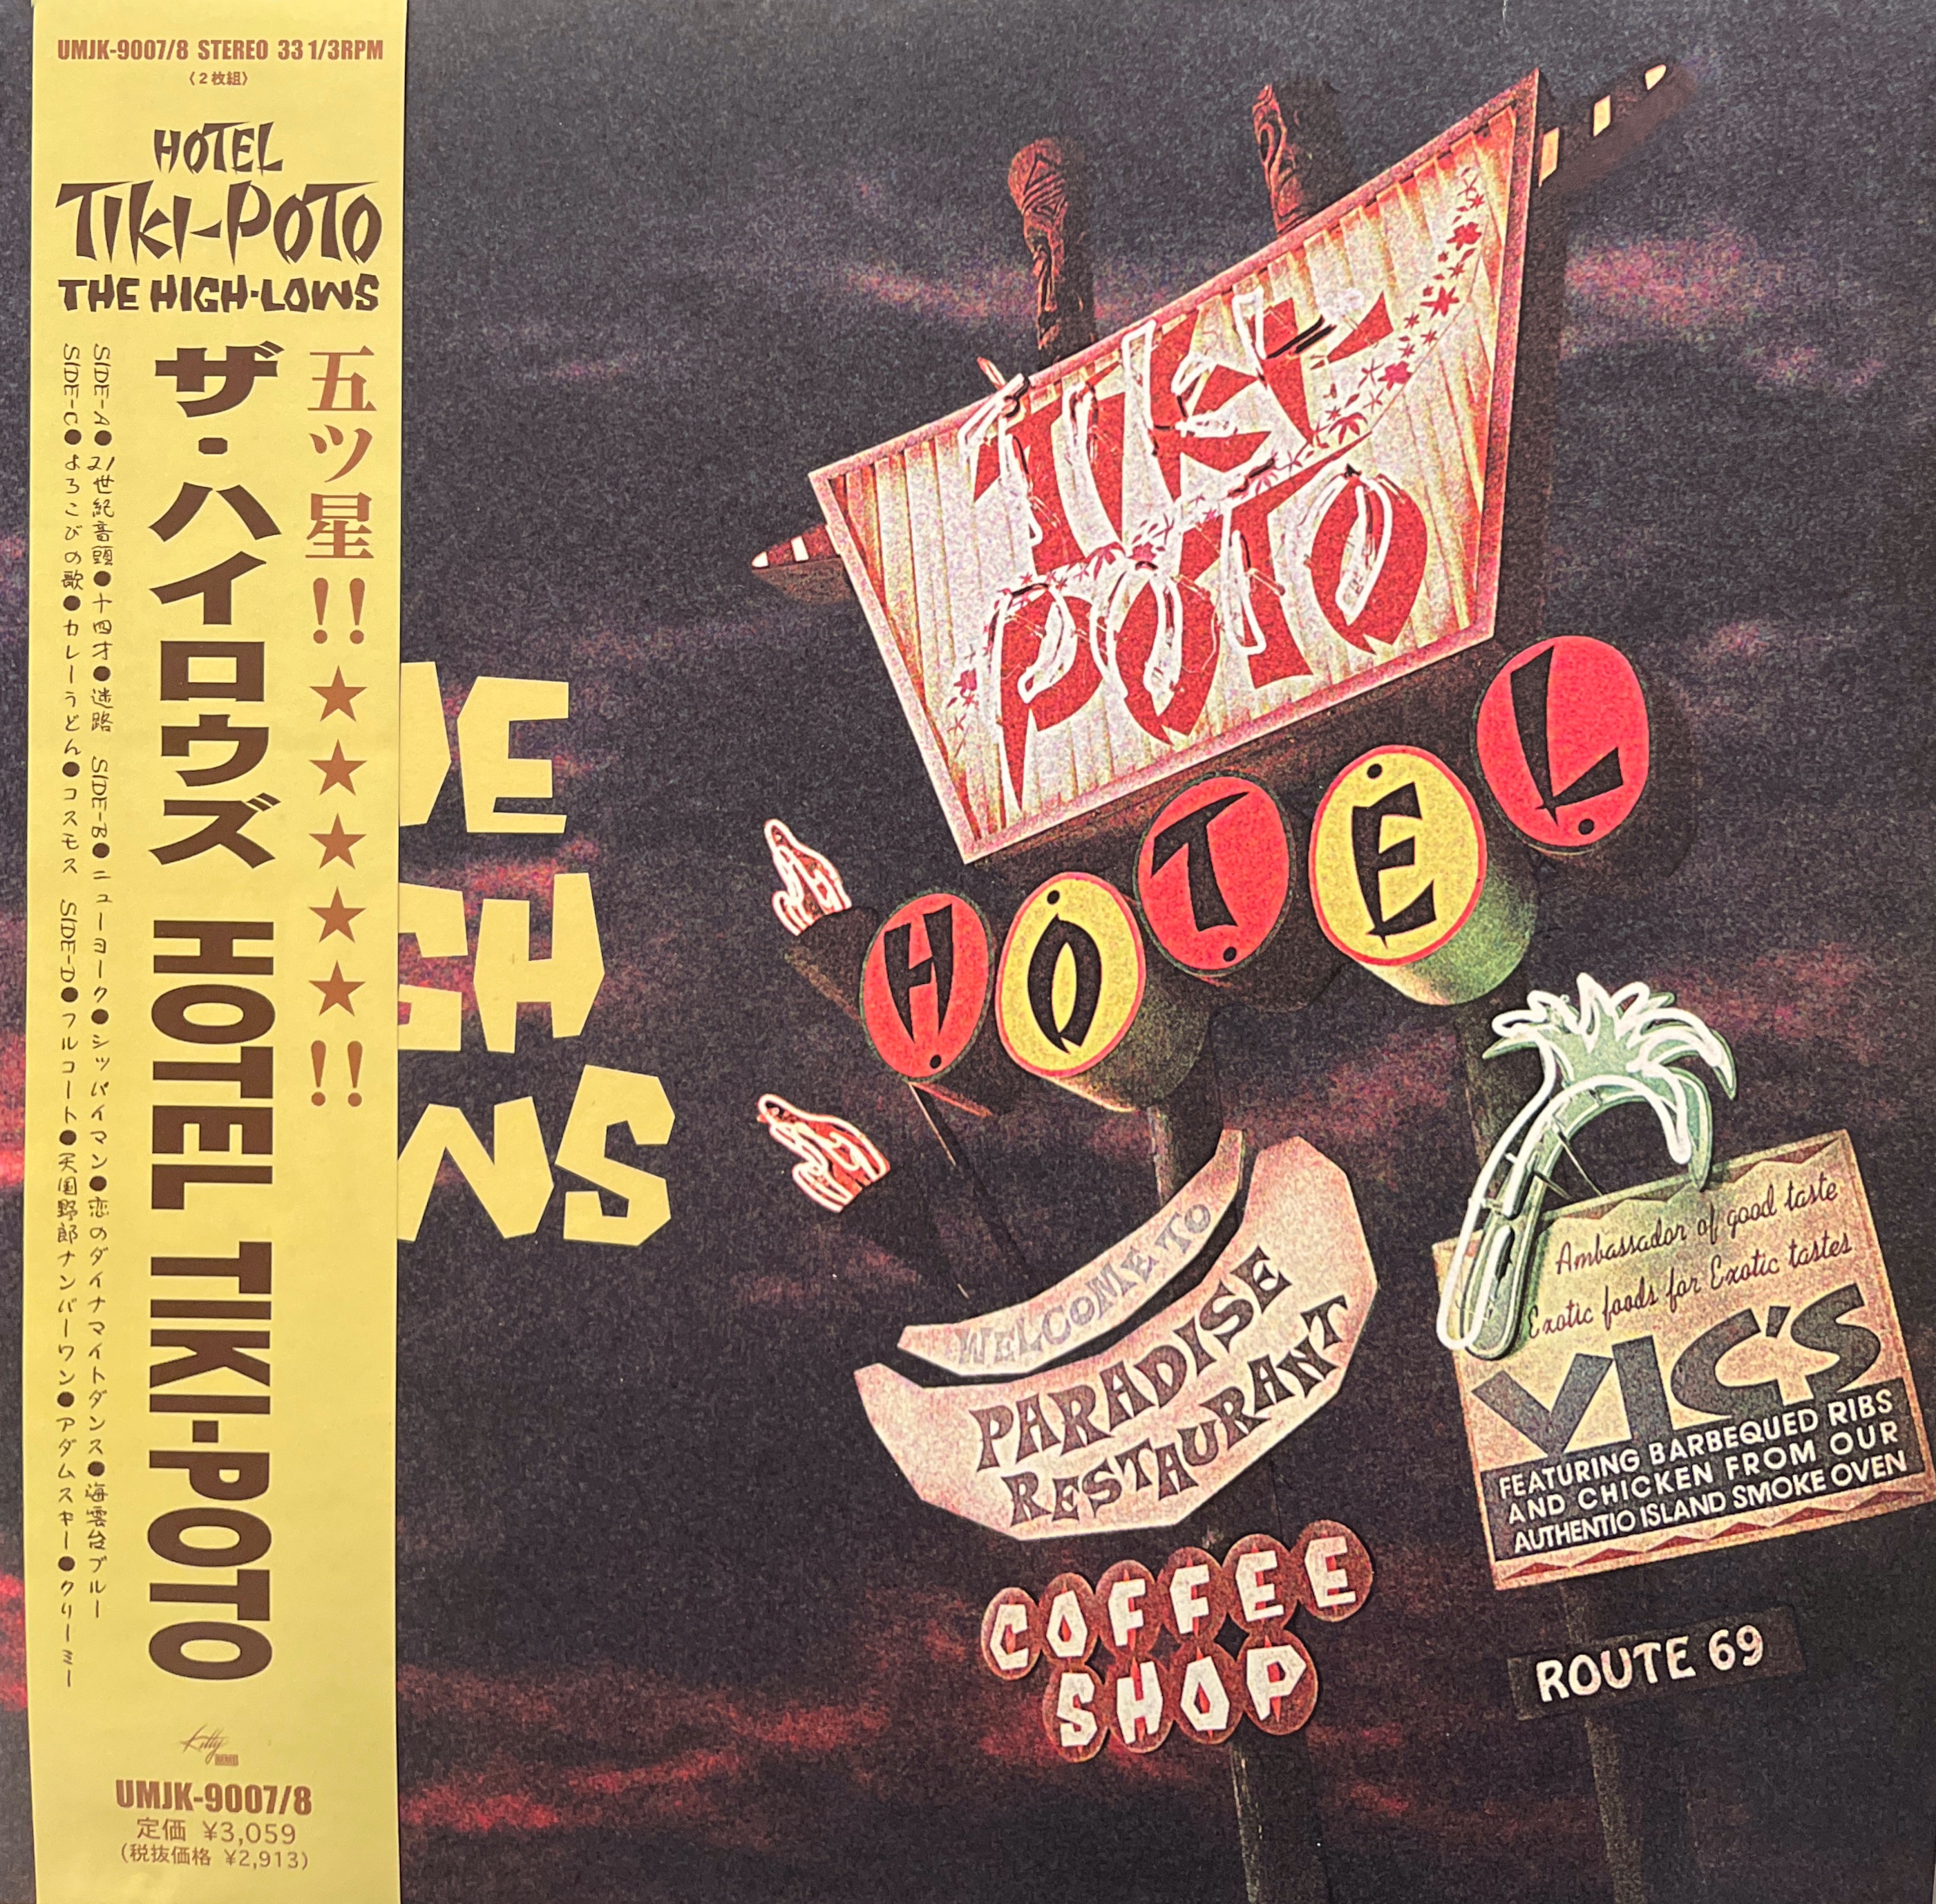 UMJK-9007/8 STEREO 33 1/3RPM
〈2枚組〉
HOTEL
TIKI-POTO
THE HIGH-LOWS
五ツ星!!★★★★★!!
ザ・ハイロウズ HOTEL TIKI-POTO
SIDE-A●21世紀音頭●十四才●迷路 SIDE-B●ニューヨーク●シッパイマン●恋のダイナマイトダンス●海雲台ブルー
SIDE-C●よろこびの歌●カレーうどん●コスモス SIDE-D●フルコート●天国野郎ナンバーワン●アダムスキー●クリーミー
Kitty
UMJK-9007/8
定価 ¥3,059
(税抜価格 ¥2,913)
HE
GH
WS
TIKI
POTO
HOTEL
WELCOME TO
PARADISE
RESTAURANT
COFFEE
SHOP
Ambassador of good taste
Exotic foods for Exotic tastes
VIC'S
FEATURING BARBEQUED RIBS
AND CHICKEN FROM OUR
AUTHENTIO ISLAND SMOKE OVEN
ROUTE 69